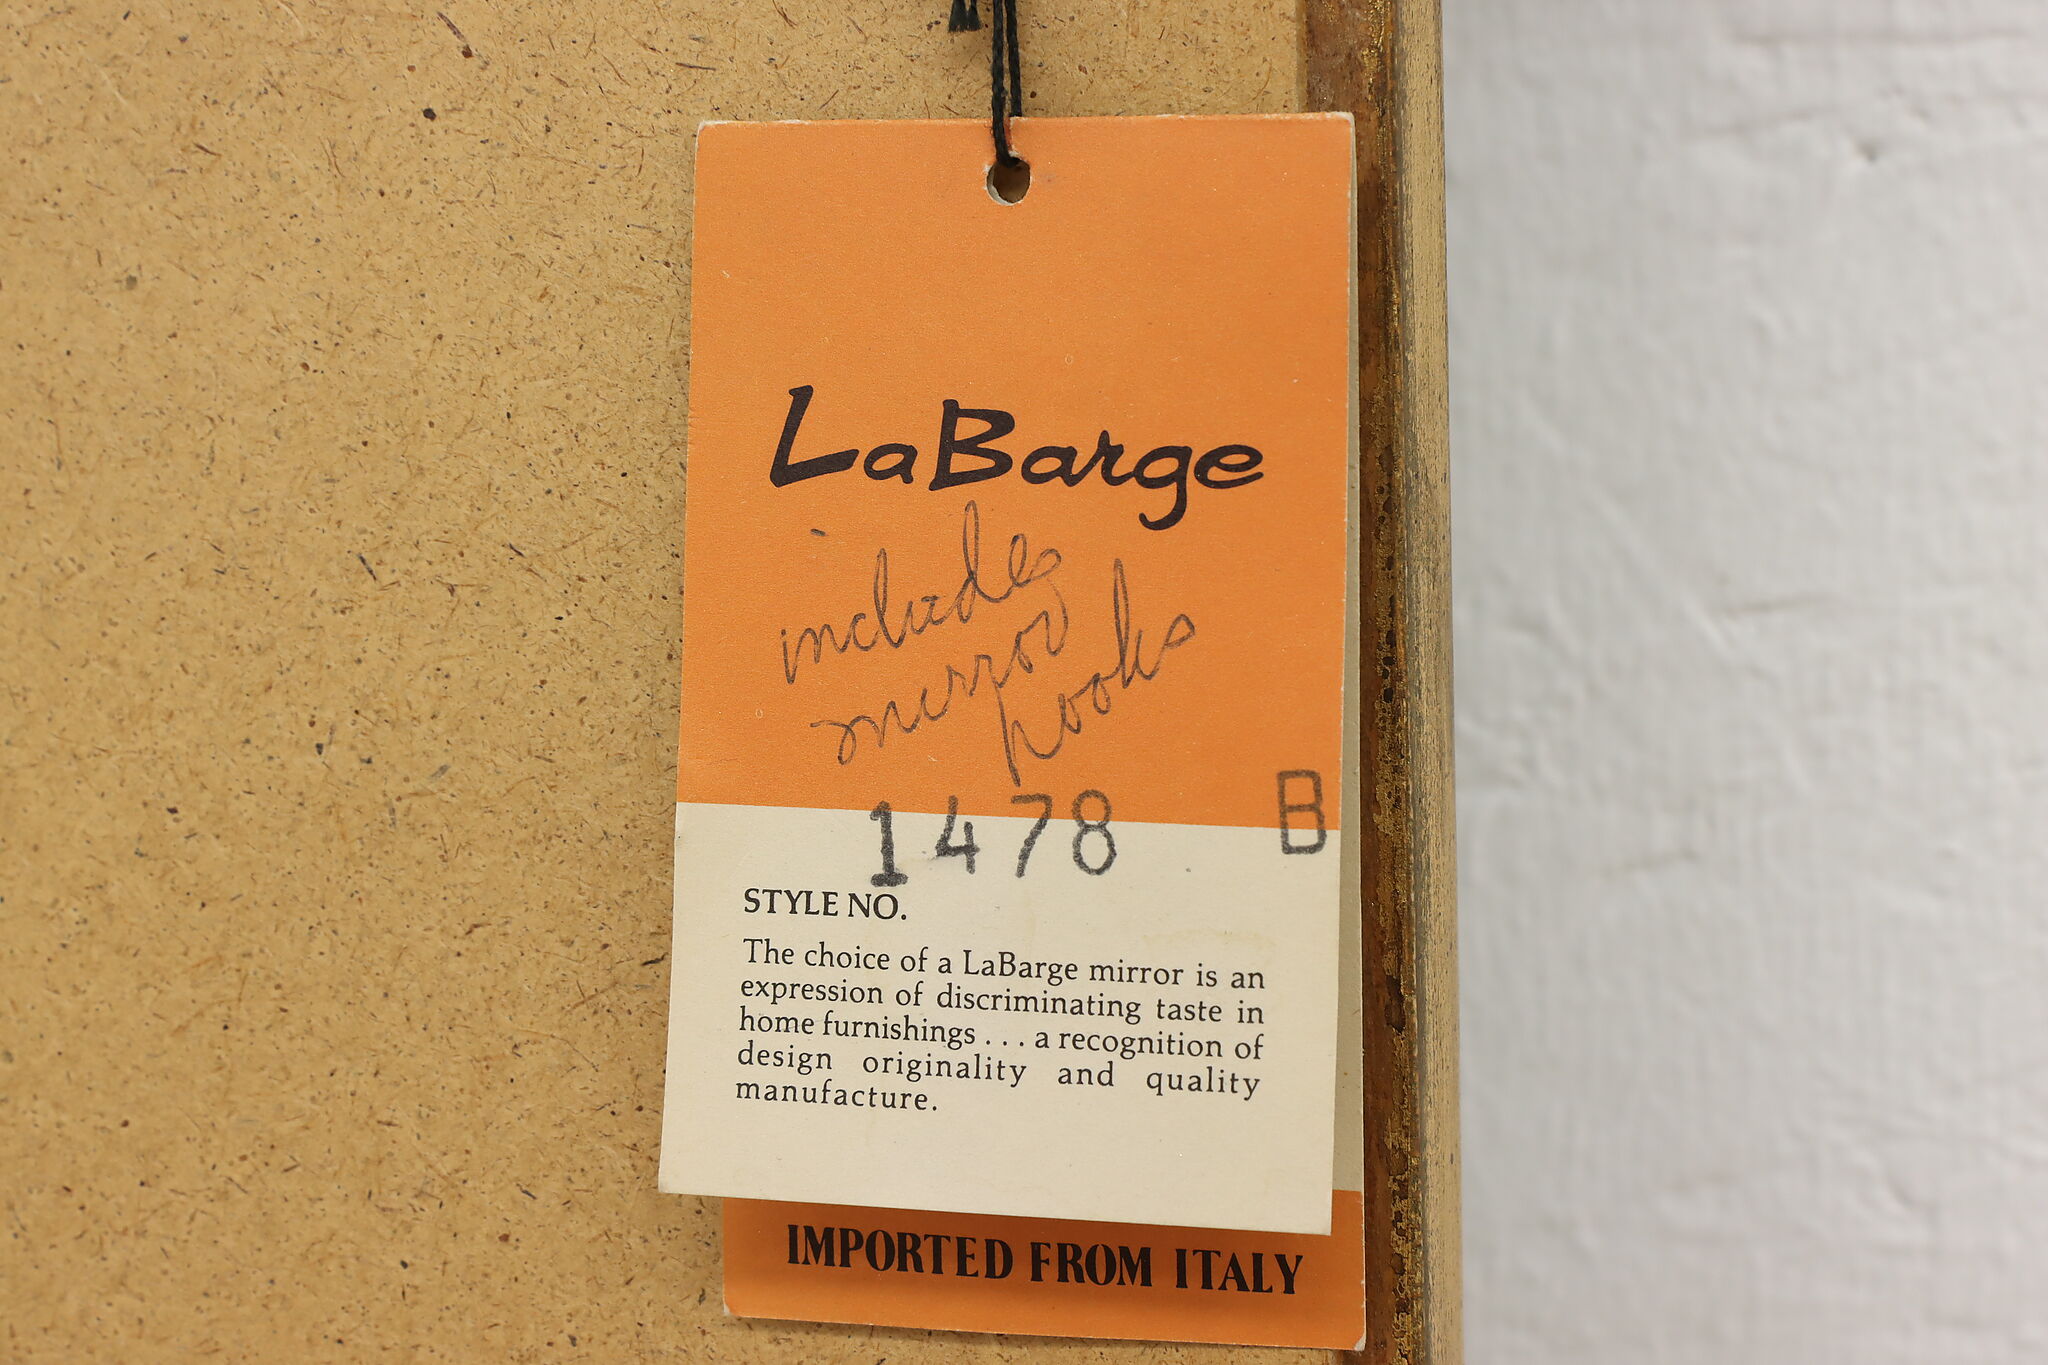 LaBarge
includes
mirror
hooks
1478 B
STYLE NO.
The choice of a LaBarge mirror is an
expression of discriminating taste in
home furnishings . . . a recognition of
design originality and quality
manufacture.
IMPORTED FROM ITALY